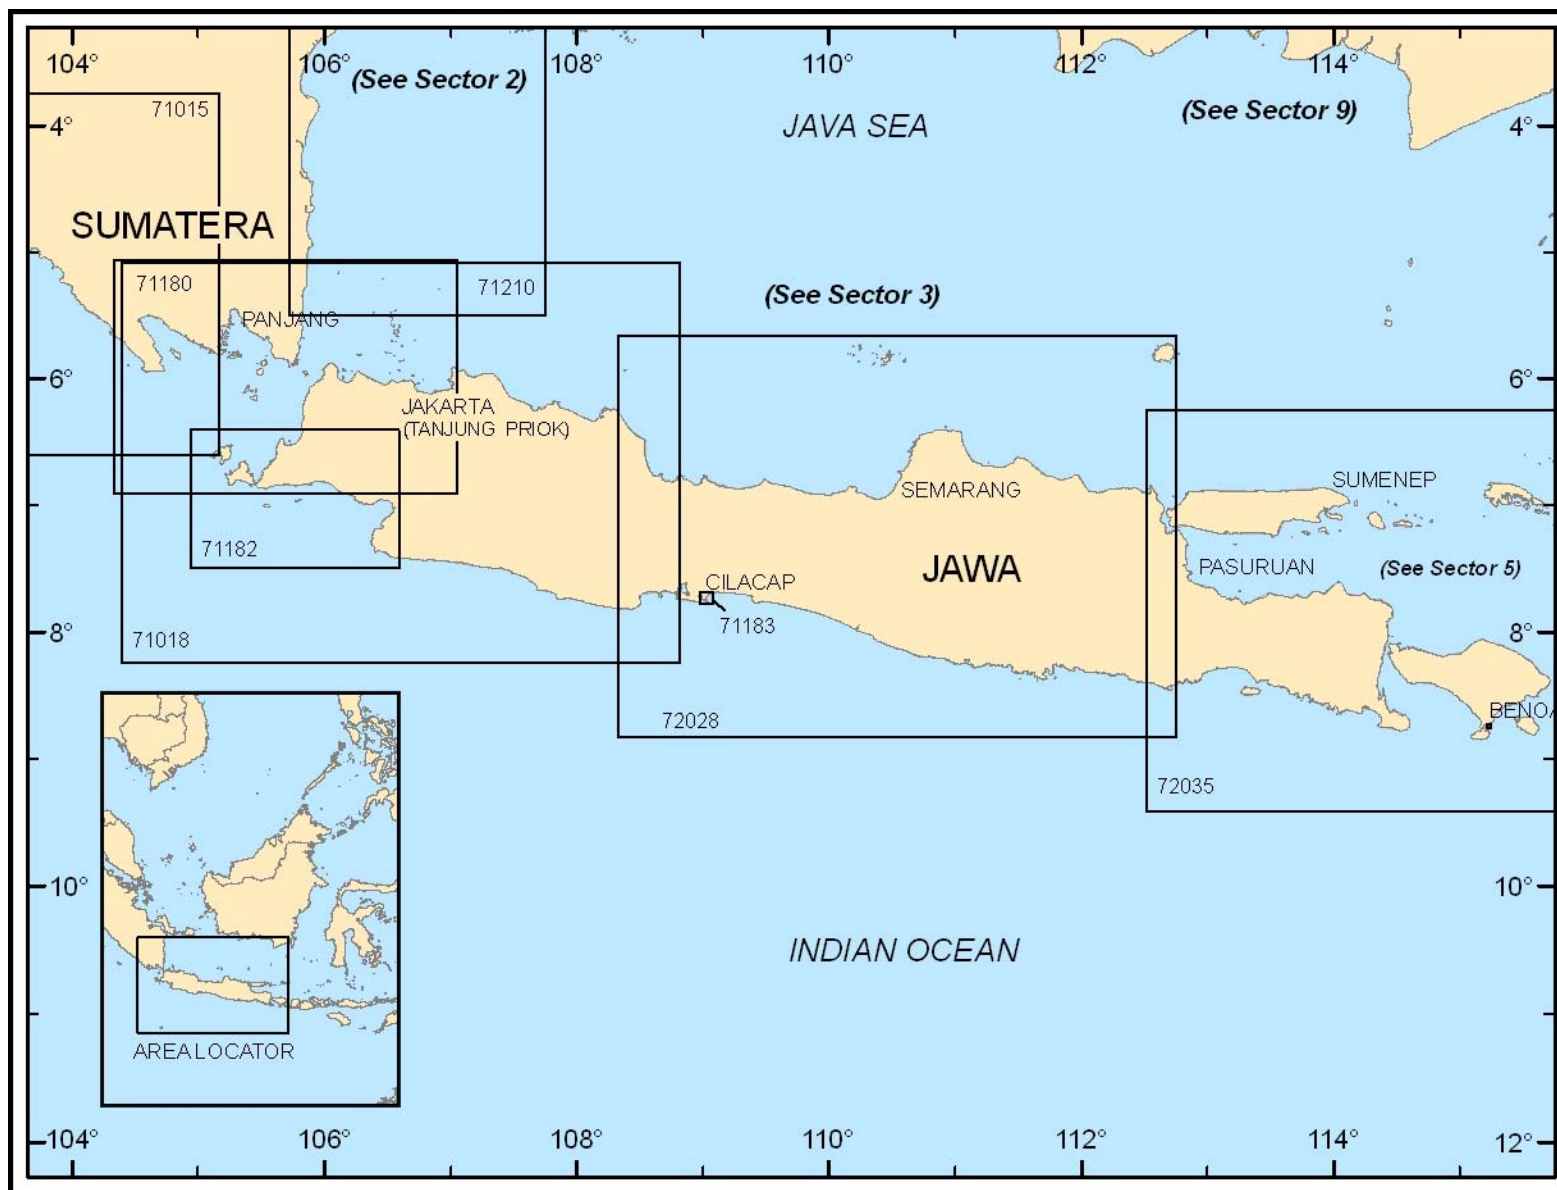 104° 106° 108° 110° 112° 114°
(See Sector 2)
71015
(See Sector 9)
4° JAVA SEA 4°
SUMATERA
71180 71210
(See Sector 3)
PANJANG
6° 6°
JAKARTA
(TANJUNG PRIOK)
SUMENEP
SEMARANG
71182
JAWA
PASURUAN (See Sector 5)
CILACAP
71183
8° 71018 8°
72028
BENOA
72035
10° 10°
INDIAN OCEAN
AREA LOCATOR
104° 106° 108° 110° 112° 114° 12°